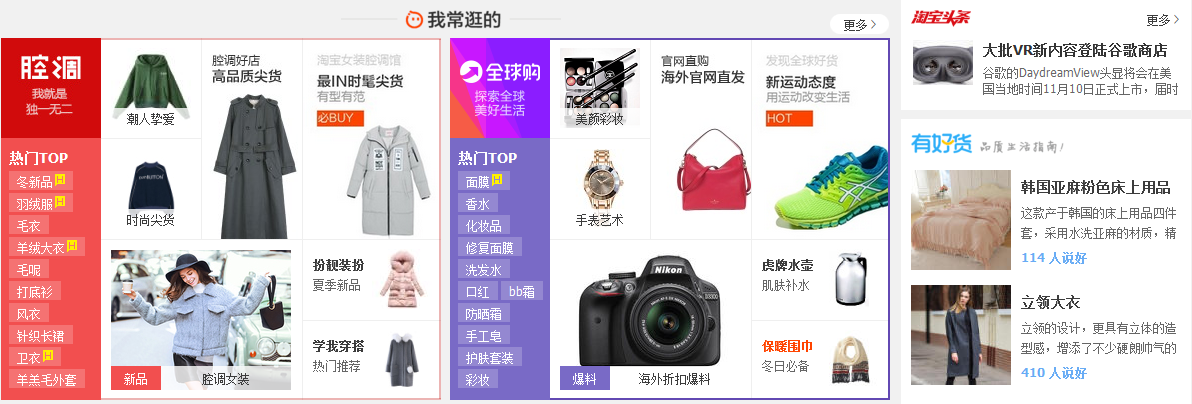 我常逛的
更多
腔调
我就是
独一无二
热门TOP
冬新品H
羽绒服H
毛衣
羊绒大衣H
毛呢
打底衫
风衣
针织长裙
卫衣H
羊羔毛外套
潮人挚爱
时尚尖货
腔调好店
高品质尖货
淘宝女装腔调馆
最IN时髦尖货
有型有范
必BUY
新品
腔调女装
扮靓装扮
夏季新品
学我穿搭
热门推荐
全球购
探索全球
美好生活
热门TOP
面膜H
香水
化妆品
修复面膜
洗发水
口红 bb霜
防晒霜
手工皂
护肤套装
彩妆
美颜彩妆
手表艺术
官网直购
海外官网直发
发现全球好货
新运动态度
用运动改变生活
HOT
Nikon
爆料
海外折扣爆料
虎牌水壶
肌肤补水
保暖围巾
冬日必备
淘宝头条
更多
大批VR新内容登陆谷歌商店
谷歌的DaydreamView头显将会在美
国当地时间11月10日正式上市，届时
有好货 品质生活指南/
韩国亚麻粉色床上用品
这款产于韩国的床上用品四件
套，采用水洗亚麻的材质，精
114 人说好
立领大衣
立领的设计，更具有立体的造
型感，增添了不少硬朗帅气的
410 人说好